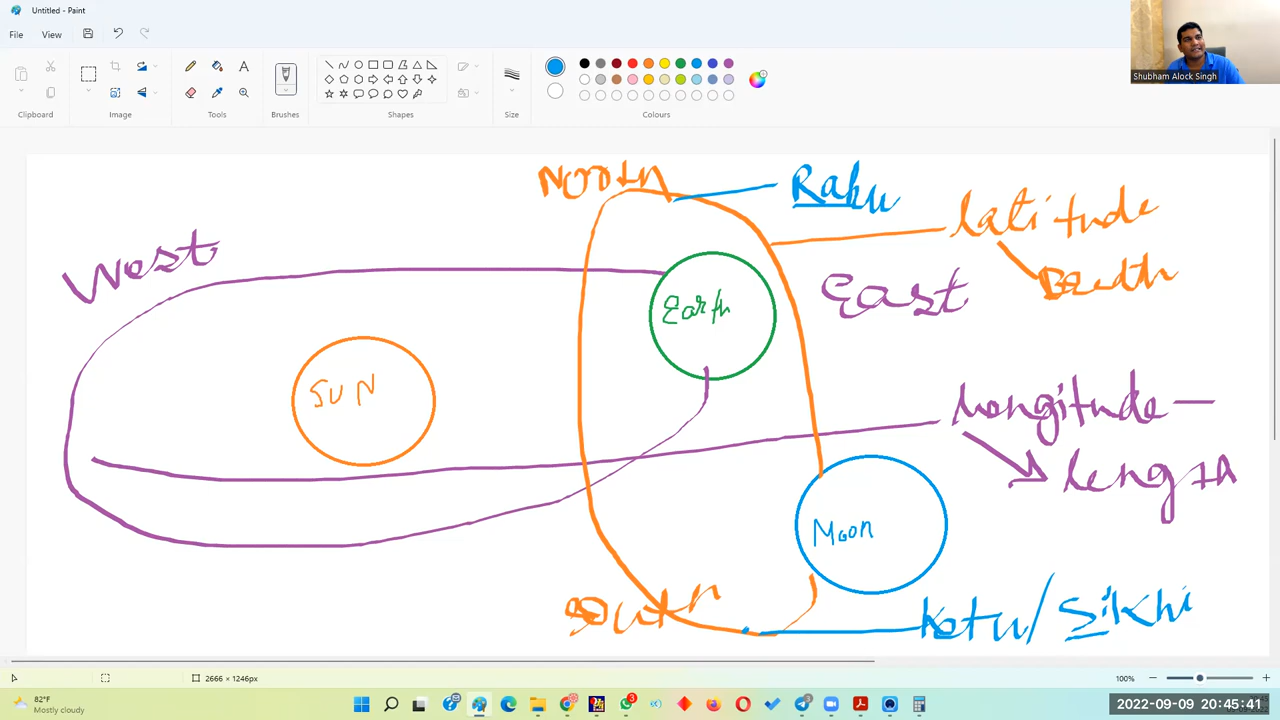 Untitled - Paint
File View
Shubham Alock Singh
Clipboard Image Tools Brushes Shapes Size Colours
North
Rahu
latitude
Bredth
West
East
Earth
SUN
Longitude —
length
Moon
South
Ketu/Sikhi
2666 × 1246px
100%
82°F
Mostly cloudy
3
2022-09-09 20:45:41